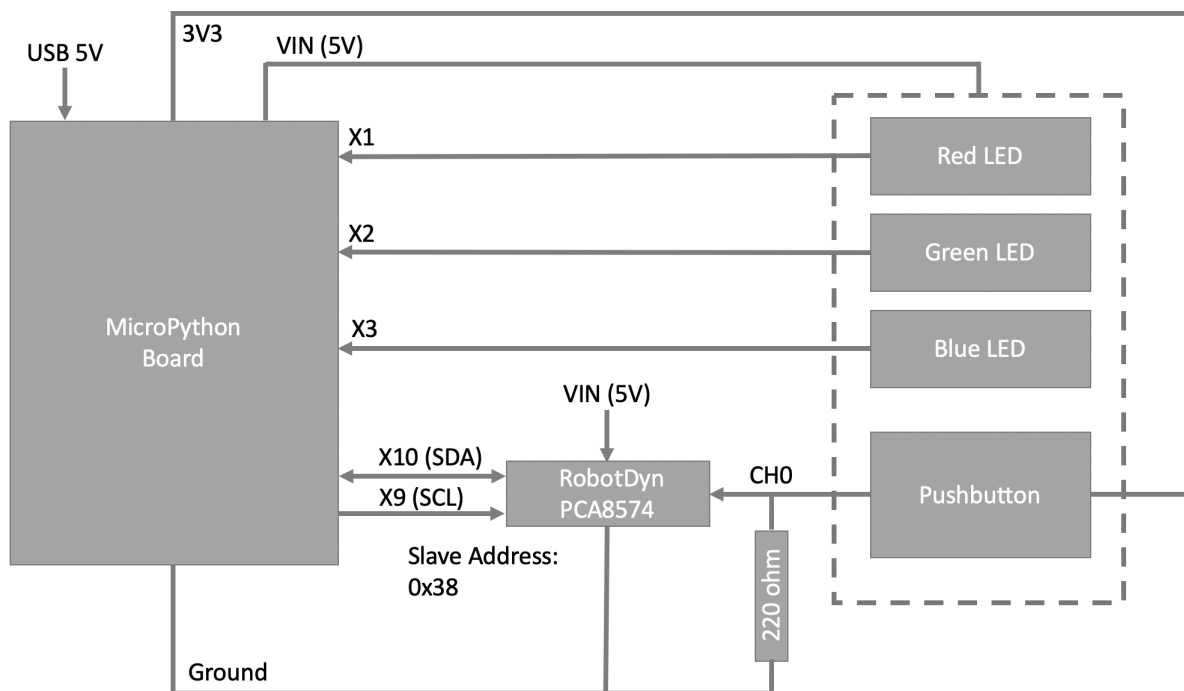 3V3
USB 5V
VIN (5V)
X1
Red LED
X2
Green LED
MicroPython
Board
X3
Blue LED
VIN (5V)
X10 (SDA)
X9 (SCL)
RobotDyn
PCA8574
CH0
Pushbutton
Slave Address:
0x38
220 ohm
Ground